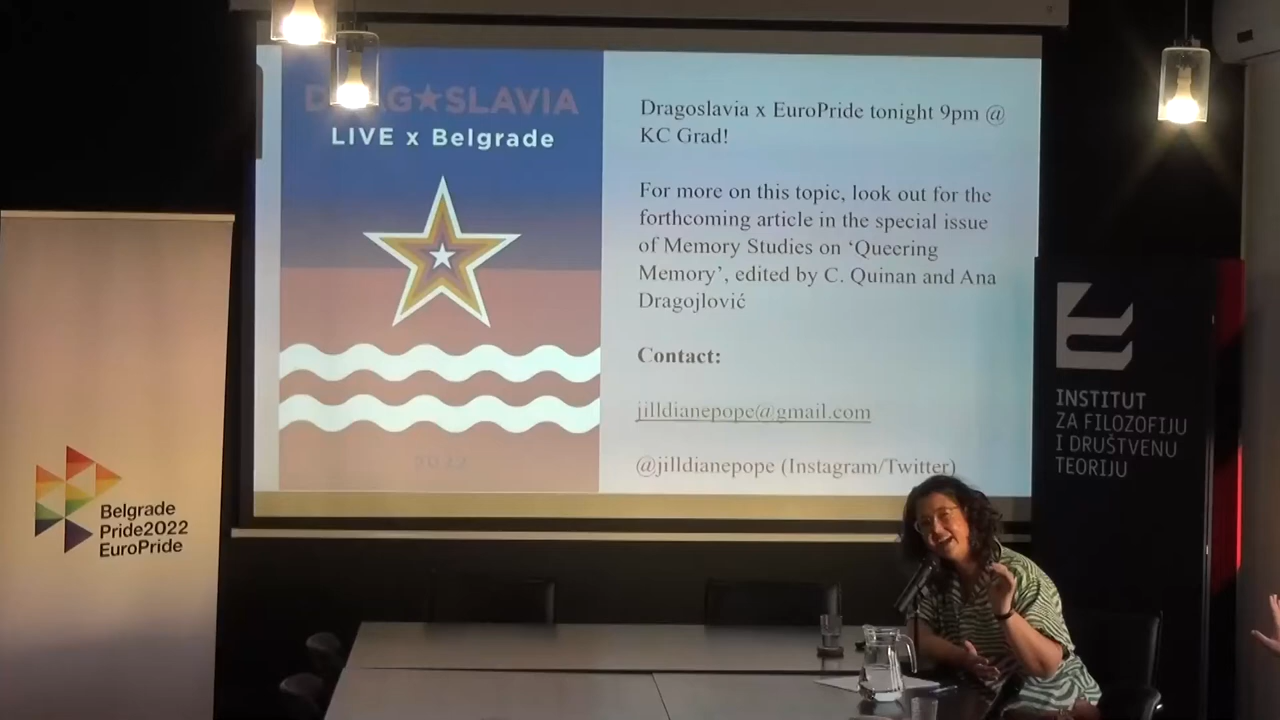 DRAG★SLAVIA
LIVE x Belgrade
2022
Dragoslavia x EuroPride tonight 9pm @
KC Grad!
For more on this topic, look out for the
forthcoming article in the special issue
of Memory Studies on ‘Queering
Memory’, edited by C. Quinan and Ana
Dragojlović
Contact:
jilldianepope@gmail.com
@jilldianepope (Instagram/Twitter)
Belgrade
Pride2022
EuroPride
INSTITUT
ZA FILOZOFIJU
I DRUŠTVENU
TEORIJU